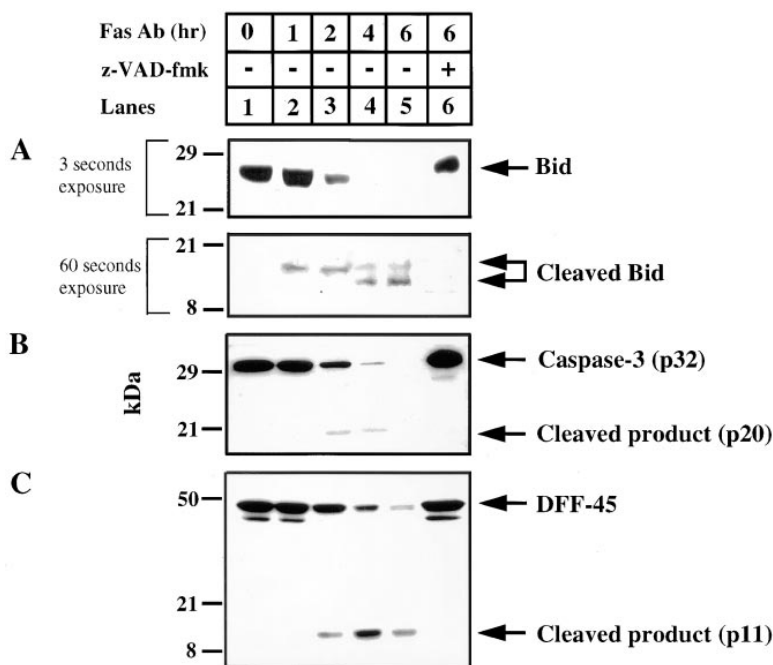 Fas Ab (hr) 0 1 2 4 6 6
z-VAD-fmk - - - - - +
Lanes 1 2 3 4 5 6
A
3 seconds
exposure
29
21
Bid
60 seconds
exposure
21
8
Cleaved Bid
B
kDa
29
21
Caspase-3 (p32)
Cleaved product (p20)
C
50
21
8
DFF-45
Cleaved product (p11)